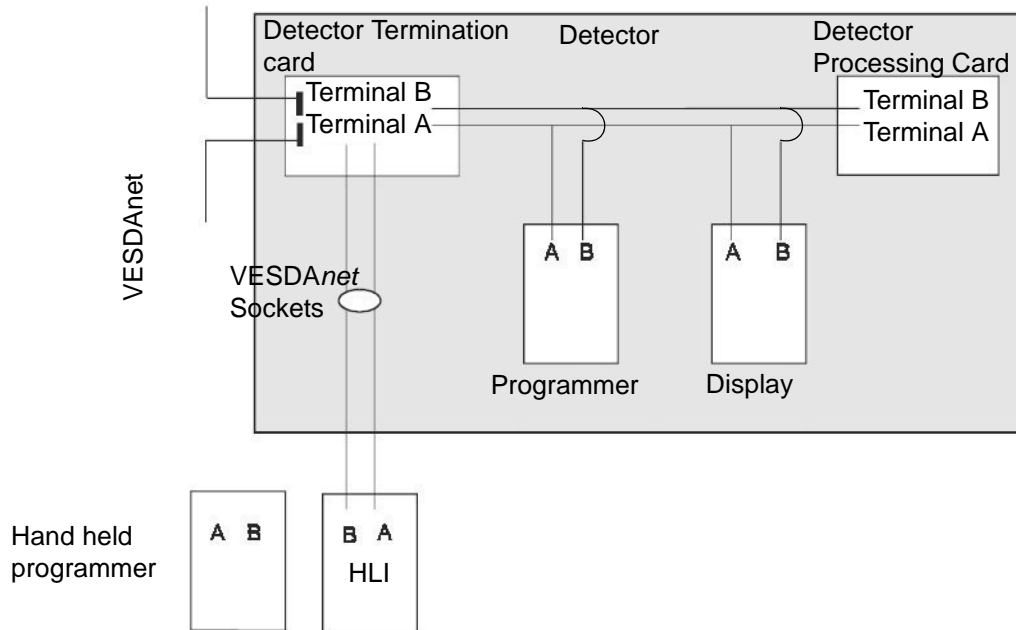 Detector Termination
card
Detector
Detector
Processing Card
Terminal B
Terminal A
Terminal B
Terminal A
VESDAnet
A B
A B
VESDAnet
Sockets
Programmer
Display
Hand held
programmer
A B
B A
HLI